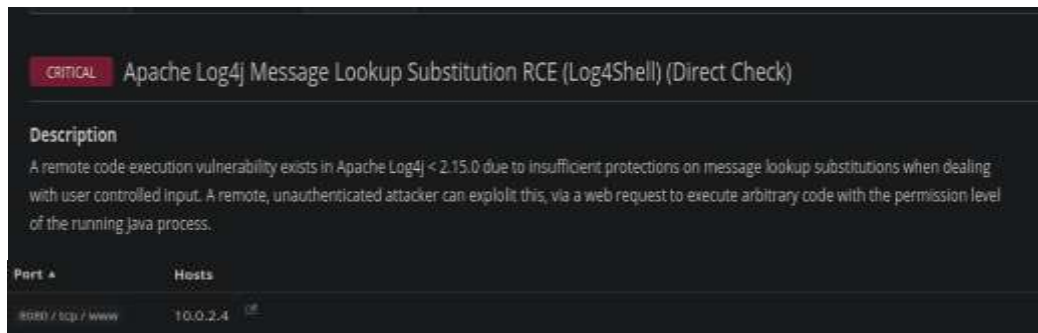 CRITICAL Apache Log4j Message Lookup Substitution RCE (Log4Shell) (Direct Check)
Description
A remote code execution vulnerability exists in Apache Log4j < 2.15.0 due to insufficient protections on message lookup substitutions when dealing
with user controlled input. A remote, unauthenticated attacker can explolit this, via a web request to execute arbitrary code with the permission level
of the running Java process.
Port ▲ Hosts
8080 / tcp / www 10.0.2.4